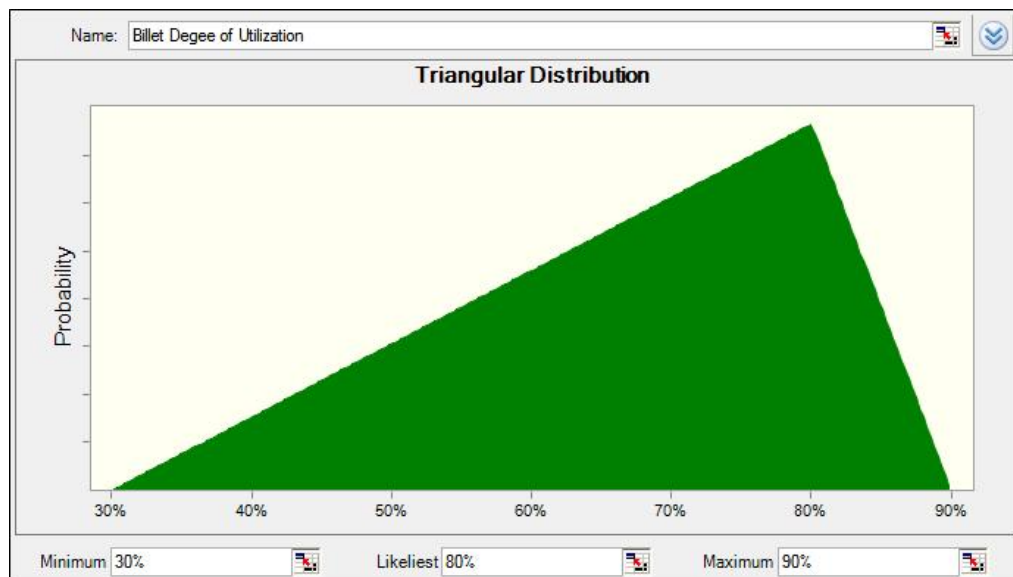 Name: Billet Degee of Utilization
Triangular Distribution
Probability
30% 40% 50% 60% 70% 80% 90%
Minimum 30% Likeliest 80% Maximum 90%